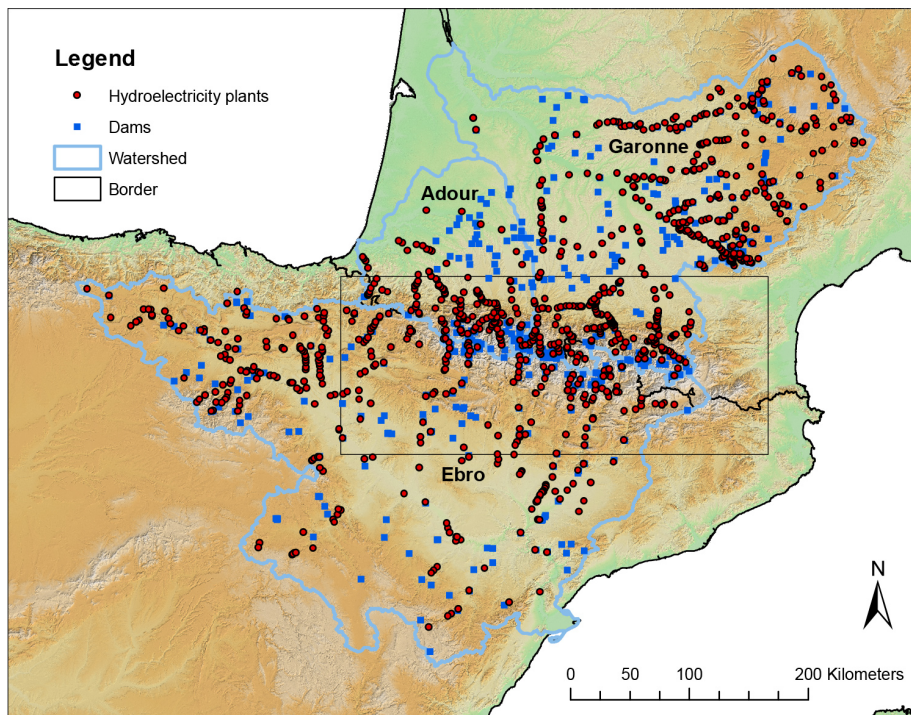 Legend
Hydroelectricity plants
Dams
Watershed
Border
Garonne
Adour
Ebro
N
0 50 100 200 Kilometers